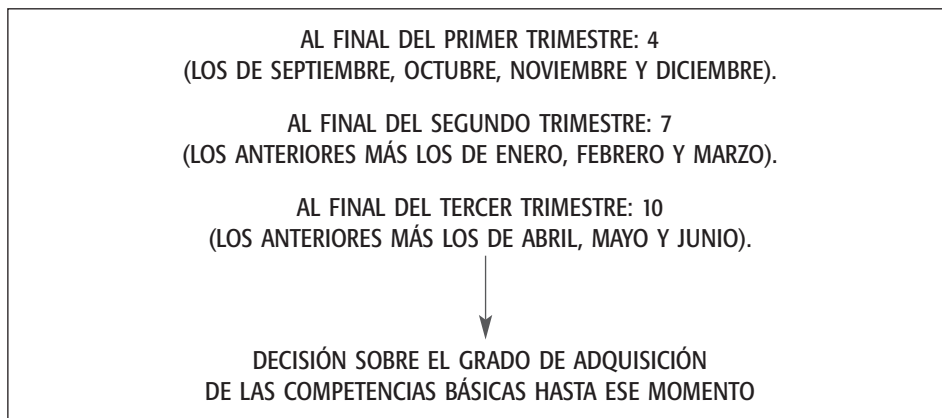 AL FINAL DEL PRIMER TRIMESTRE: 4
(LOS DE SEPTIEMBRE, OCTUBRE, NOVIEMBRE Y DICIEMBRE).
AL FINAL DEL SEGUNDO TRIMESTRE: 7
(LOS ANTERIORES MÁS LOS DE ENERO, FEBRERO Y MARZO).
AL FINAL DEL TERCER TRIMESTRE: 10
(LOS ANTERIORES MÁS LOS DE ABRIL, MAYO Y JUNIO).
DECISIÓN SOBRE EL GRADO DE ADQUISICIÓN
DE LAS COMPETENCIAS BÁSICAS HASTA ESE MOMENTO